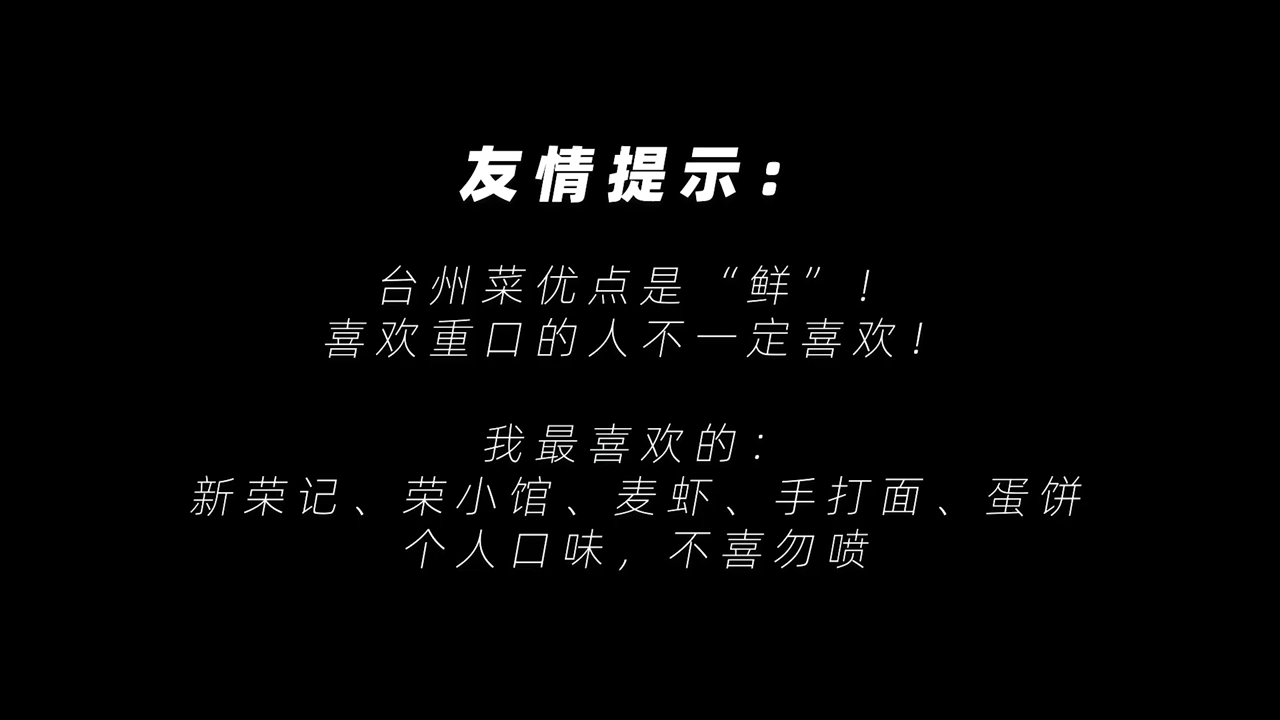 友情提示：
台州菜优点是“鲜”！
喜欢重口的人不一定喜欢！
我最喜欢的：
新荣记、荣小馆、麦虾、手打面、蛋饼
个人口味，不喜勿喷